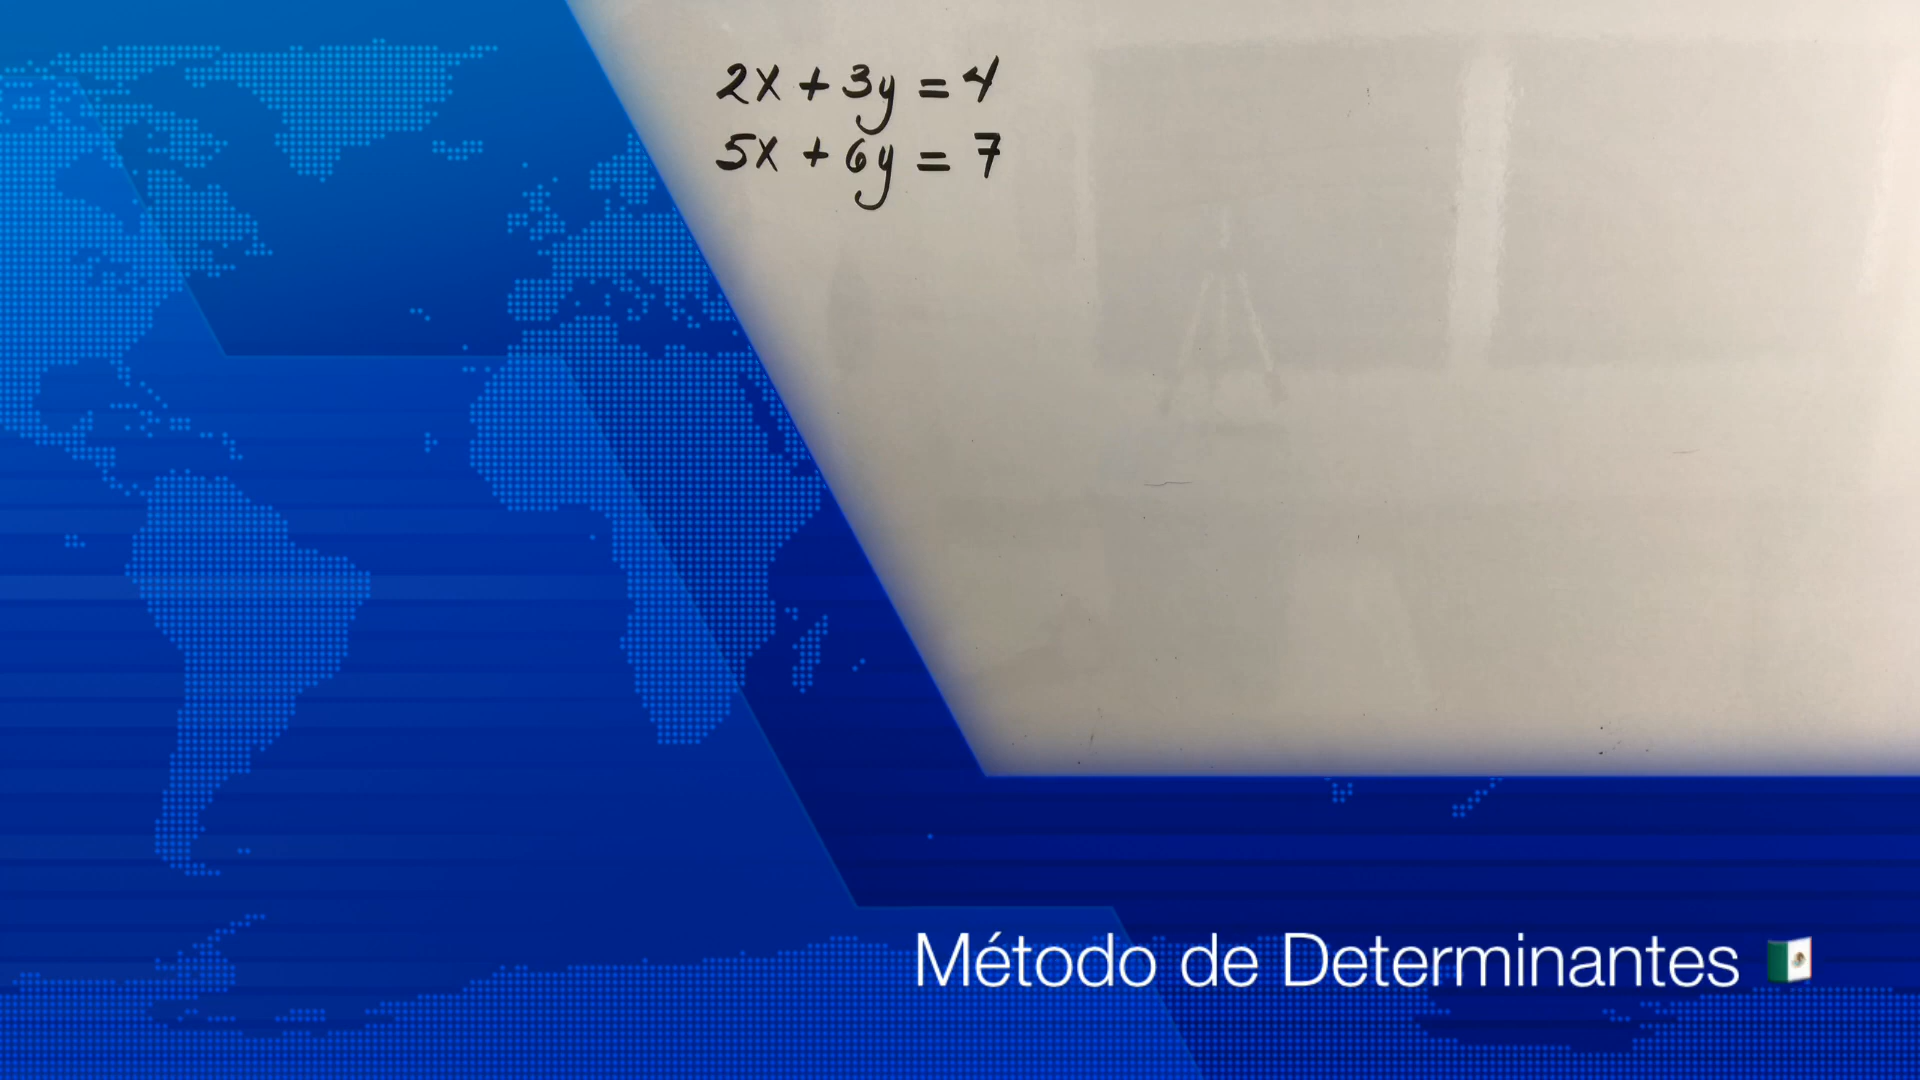 2x + 3y = 4
5x + 6y = 7
Método de Determinantes 🇲🇽